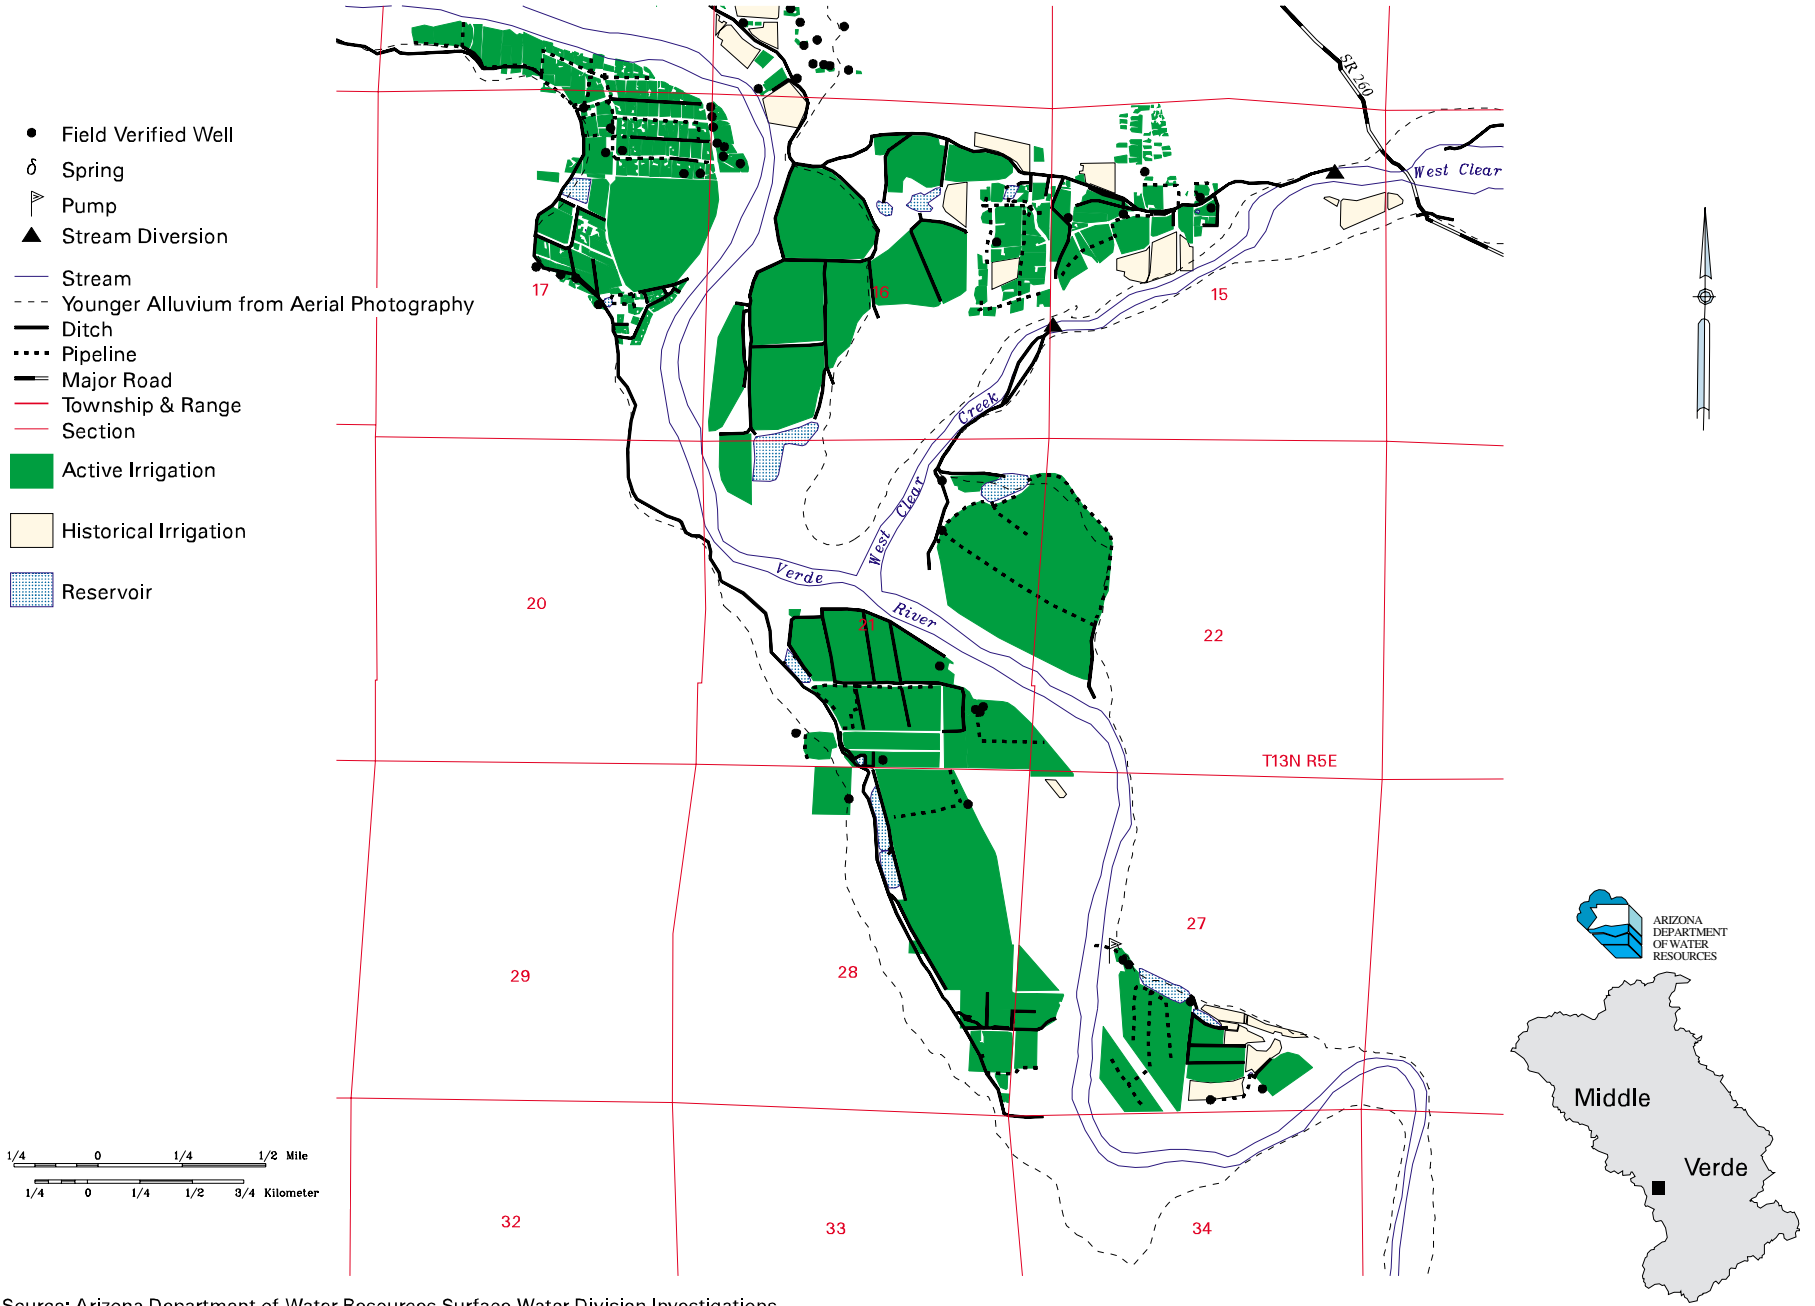 SR 260
West Clear
Field Verified Well
Spring
Pump
Stream Diversion
Stream
Younger Alluvium from Aerial Photography
Ditch
Pipeline
Major Road
Township & Range
Section
Active Irrigation
Historical Irrigation
Reservoir
17
16
15
West Clear Creek
Verde River
20
21
22
T13N R5E
29
28
27
32
33
34
ARIZONA
DEPARTMENT
OF WATER
RESOURCES
Middle
Verde
1/4 0 1/4 1/2 Mile
1/4 0 1/4 1/2 3/4 Kilometer
Source: Arizona Department of Water Resources Surface Water Division Investigations